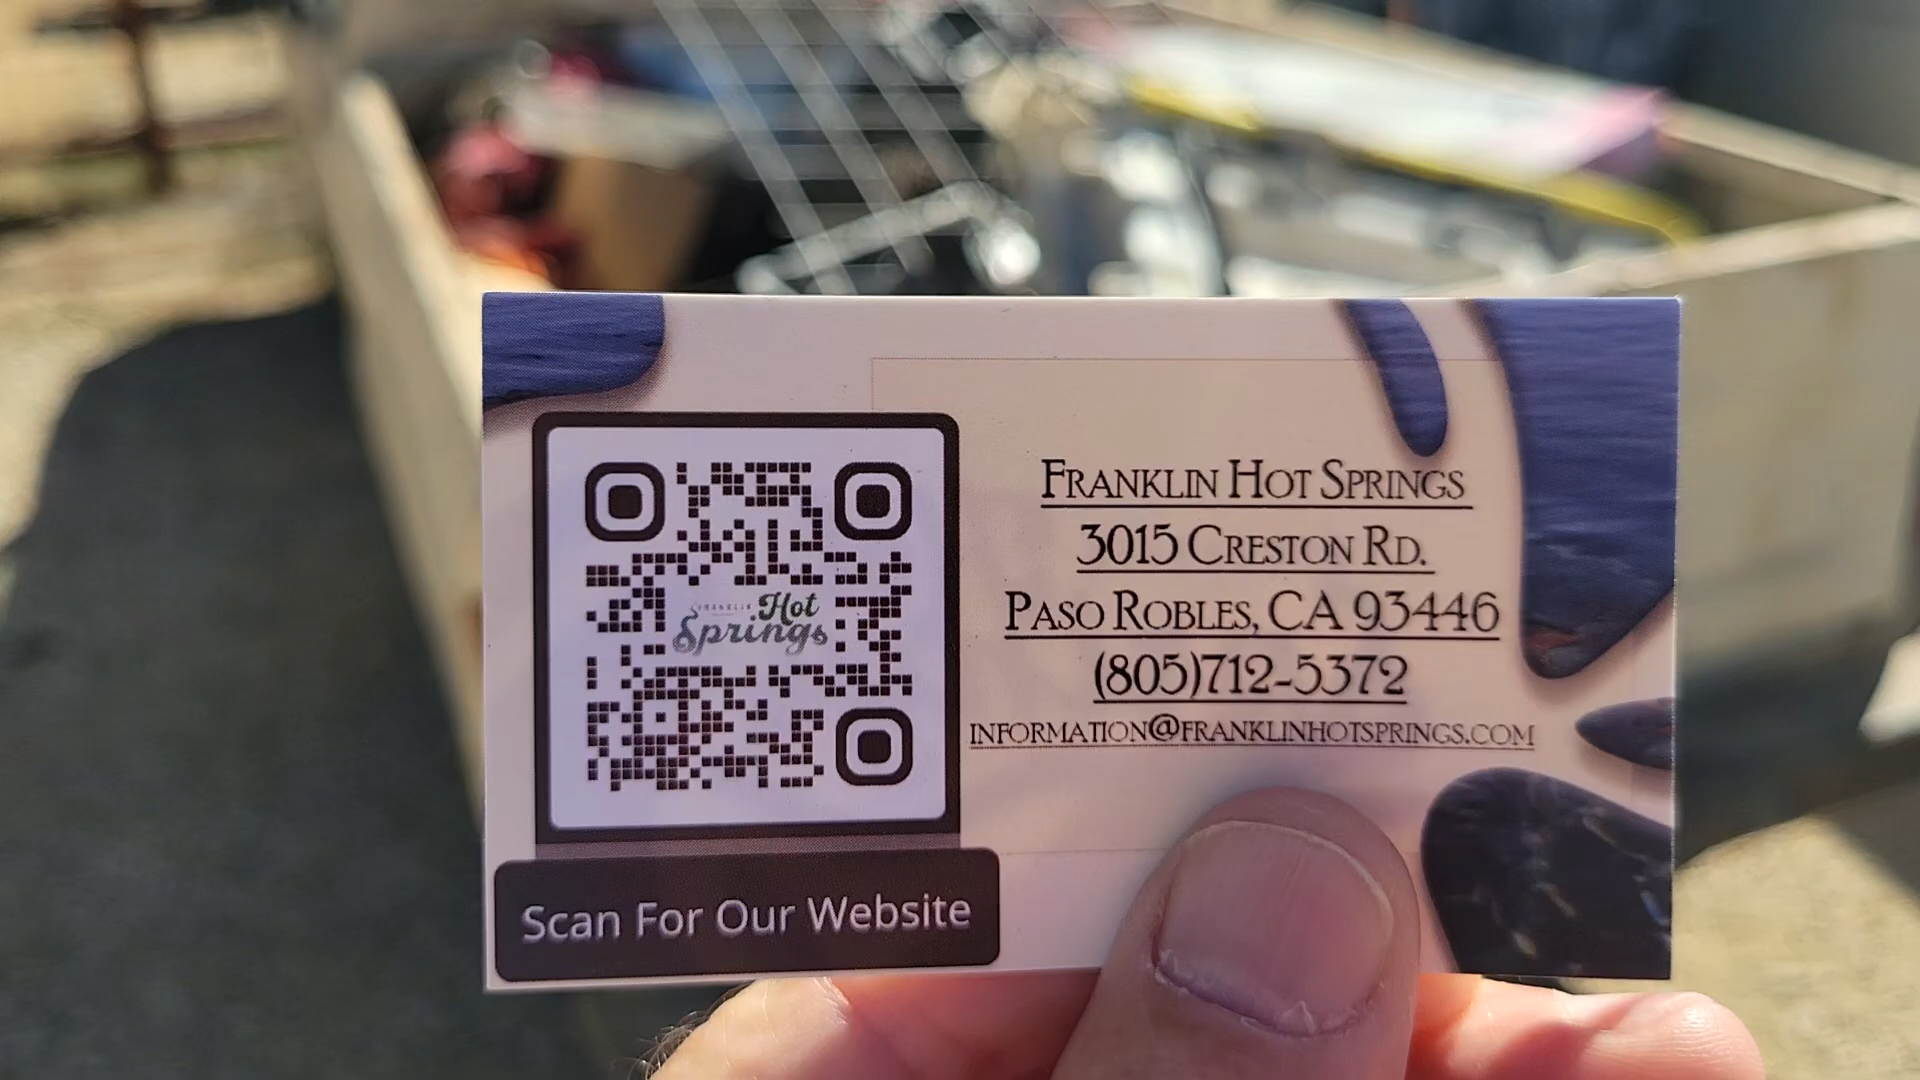 Franklin Hot Springs
3015 Creston Rd.
Paso Robles, CA 93446
(805)712-5372
information@franklinhotsprings.com
FRANKLIN Hot
Springs
Scan For Our Website